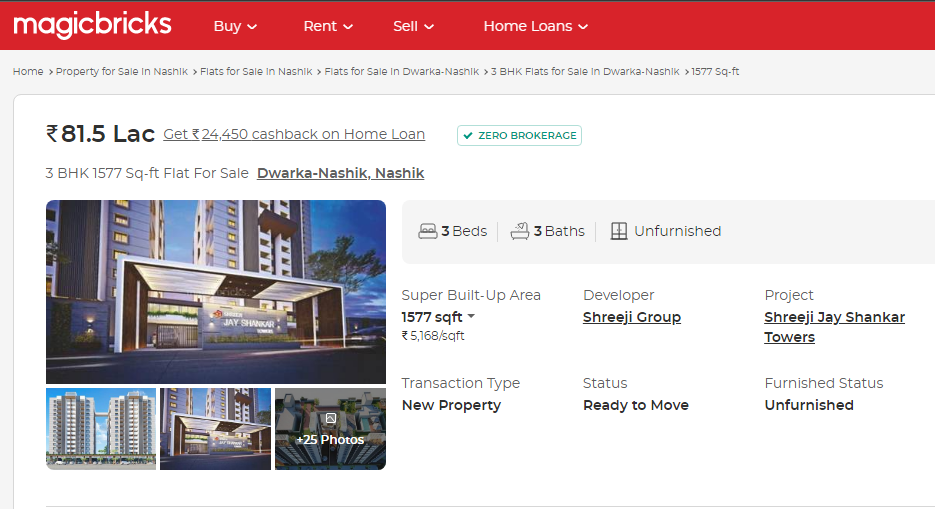 magicbricks
Buy
Rent
Sell
Home Loans
Home > Property for Sale in Nashik > Flats for Sale in Nashik > Flats for Sale in Dwarka-Nashik > 3 BHK Flats for Sale in Dwarka-Nashik > 1577 Sq-ft
₹81.5 Lac Get ₹24,450 cashback on Home Loan ZERO BROKERAGE
3 BHK 1577 Sq-ft Flat For Sale Dwarka-Nashik, Nashik
SHREEJI
JAY SHANKAR
TOWERS
+25 Photos
3 Beds
3 Baths
Unfurnished
Super Built-Up Area
1577 sqft
₹5,168/sqft
Developer
Shreeji Group
Project
Shreeji Jay Shankar
Towers
Transaction Type
New Property
Status
Ready to Move
Furnished Status
Unfurnished